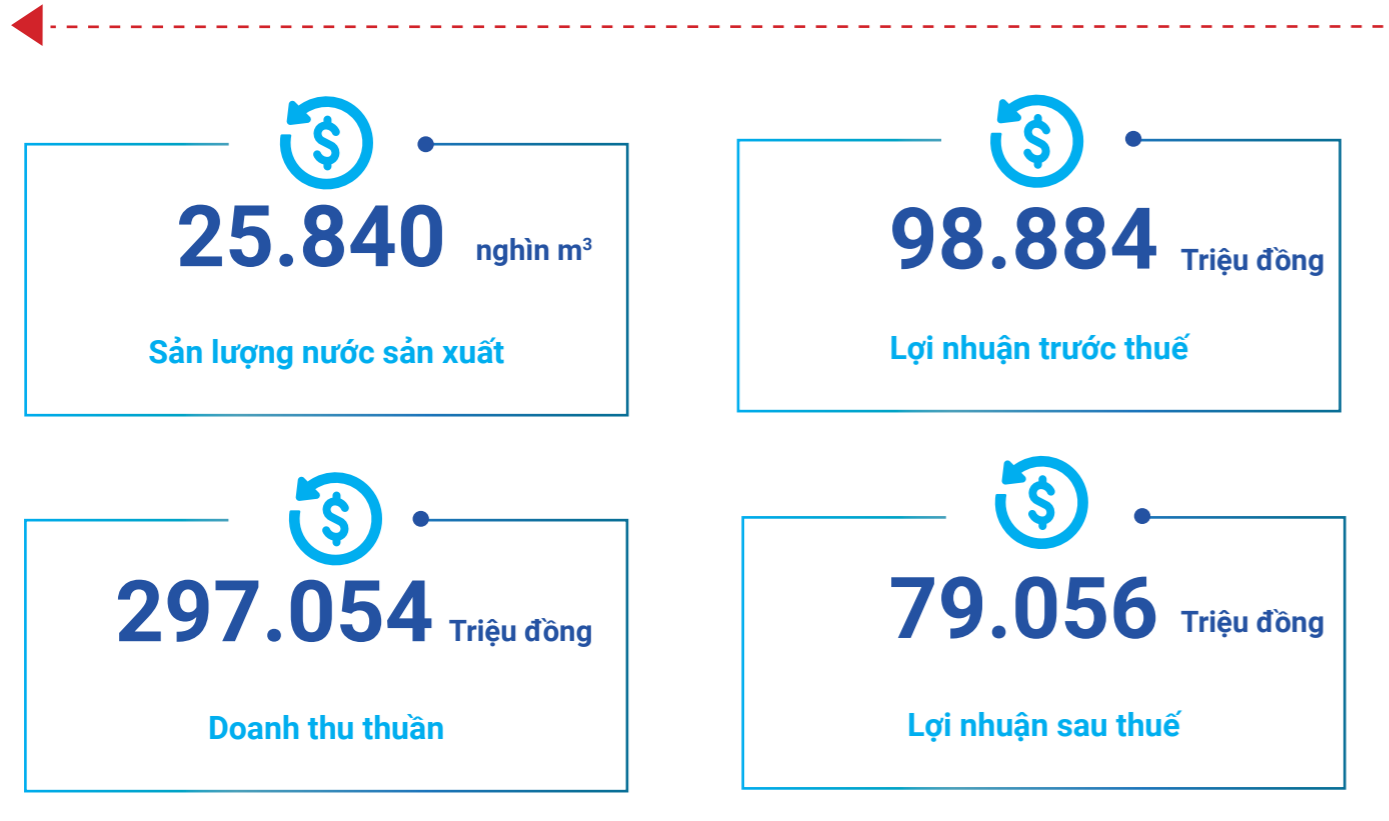 25.840 nghìn m³
Sản lượng nước sản xuất
98.884 Triệu đồng
Lợi nhuận trước thuế
297.054 Triệu đồng
Doanh thu thuần
79.056 Triệu đồng
Lợi nhuận sau thuế